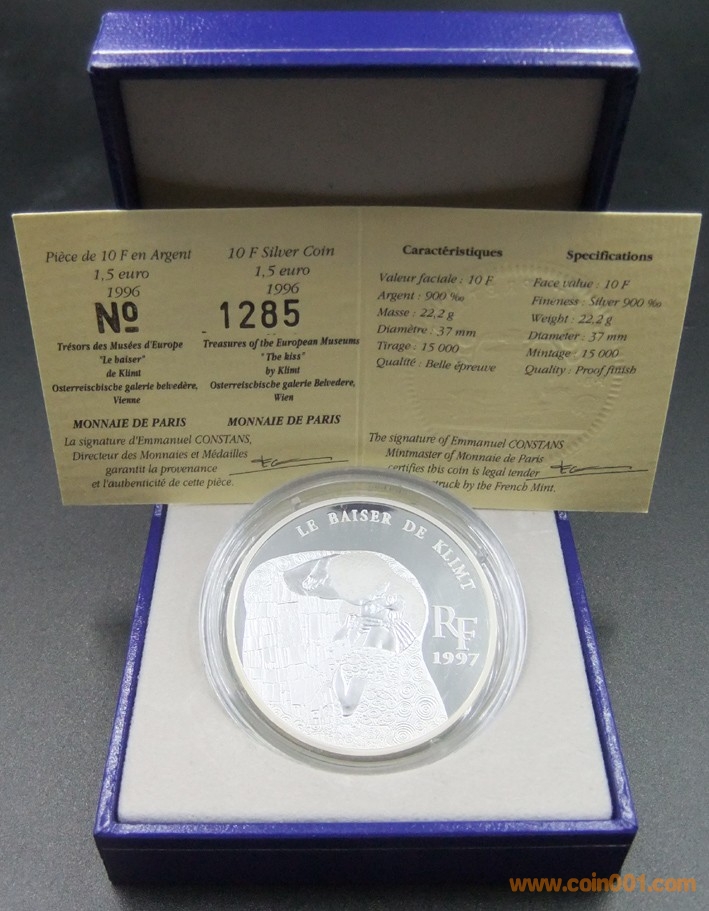 Pièce de 10 F en Argent
1,5 euro
1996
Nº
Trésors des Musées d'Europe
"Le baiser"
de Klimt
Osterreischische galerie belvedère,
Vienne
MONNAIE DE PARIS
La signature d'Emmanuel CONSTANS,
Directeur des Monnaies et Médailles
garantit la provenance
et l'authenticité de cette pièce.
10 F Silver Coin
1,5 euro
1996
1285
Treasures of the European Museums
"The kiss"
by Klimt
Osterreischische galerie Belvedere,
Wien
MONNAIE DE PARIS
Caractéristiques
Valeur faciale : 10 F
Argent : 900 ‰
Masse : 22,2 g
Diamètre : 37 mm
Tirage : 15 000
Qualité : Belle épreuve
Specifications
Face value : 10 F
Fineness : Silver 900 ‰
Weight : 22,2 g
Diameter : 37 mm
Mintage : 15 000
Quality : Proof finish
The signature of Emmanuel CONSTANS
Mintmaster of Monnaie de Paris
certifies this coin is legal tender
struck by the French Mint.
LE BAISER DE KLIMT
RF
1997
www.coin001.com